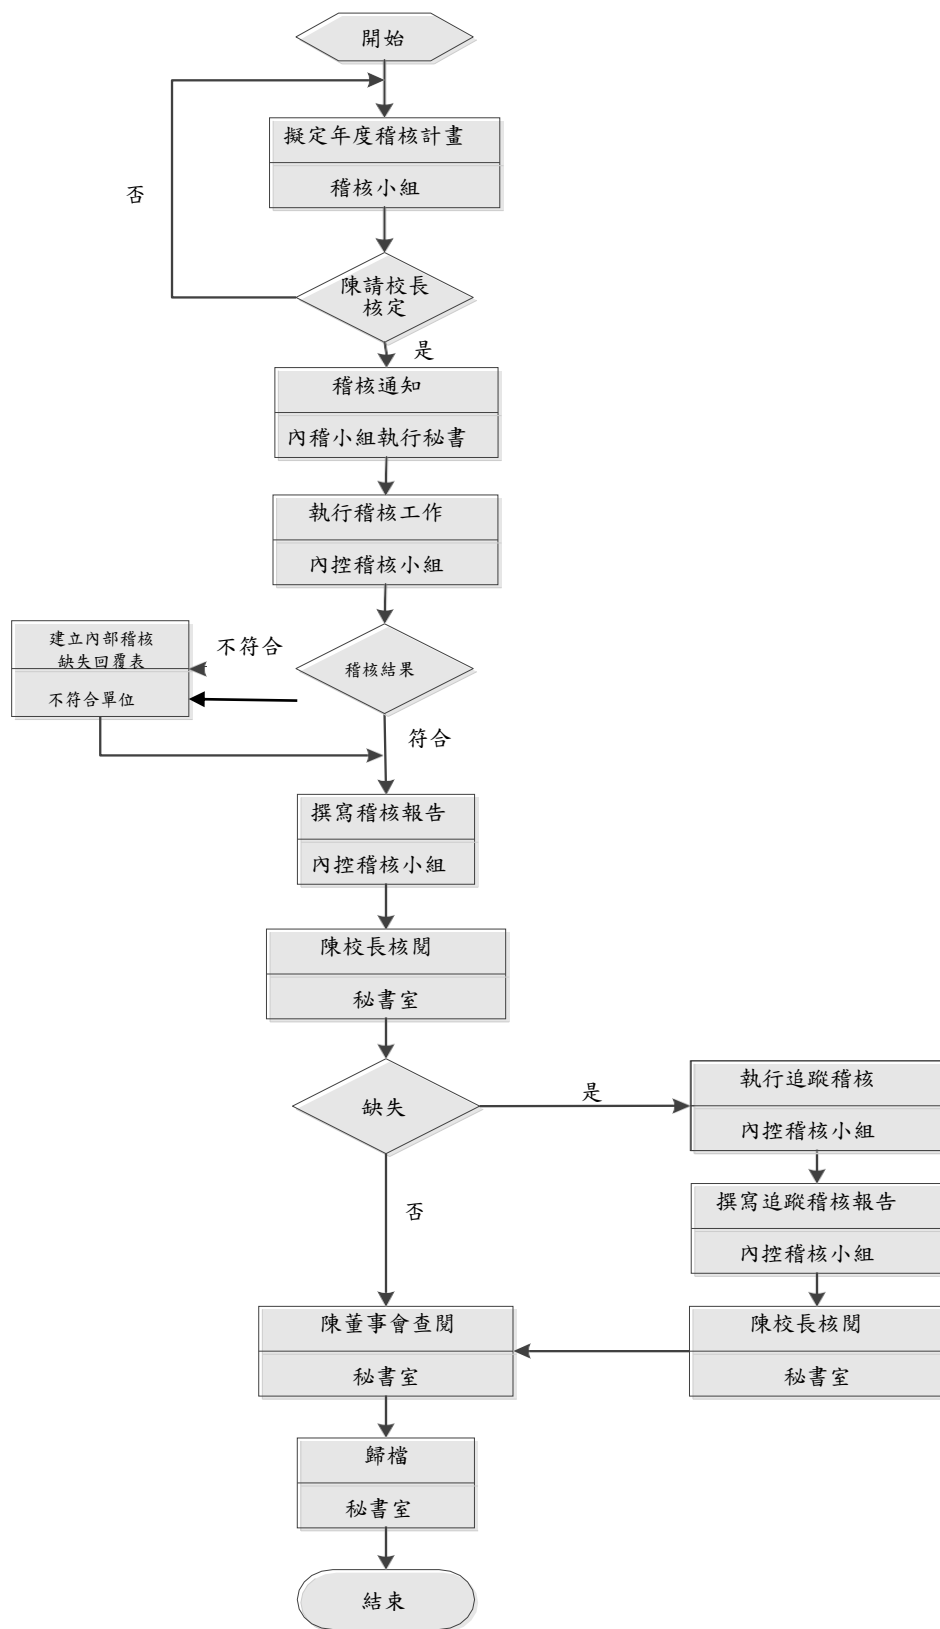 開始
擬定年度稽核計畫
稽核小組
否
陳請校長
核定
是
稽核通知
內稽小組執行秘書
執行稽核工作
內控稽核小組
建立內部稽核
缺失回覆表
不符合單位
不符合
稽核結果
符合
撰寫稽核報告
內控稽核小組
陳校長核閱
秘書室
缺失
是
執行追蹤稽核
內控稽核小組
撰寫追蹤稽核報告
內控稽核小組
否
陳董事會查閱
秘書室
陳校長核閱
秘書室
歸檔
秘書室
結束